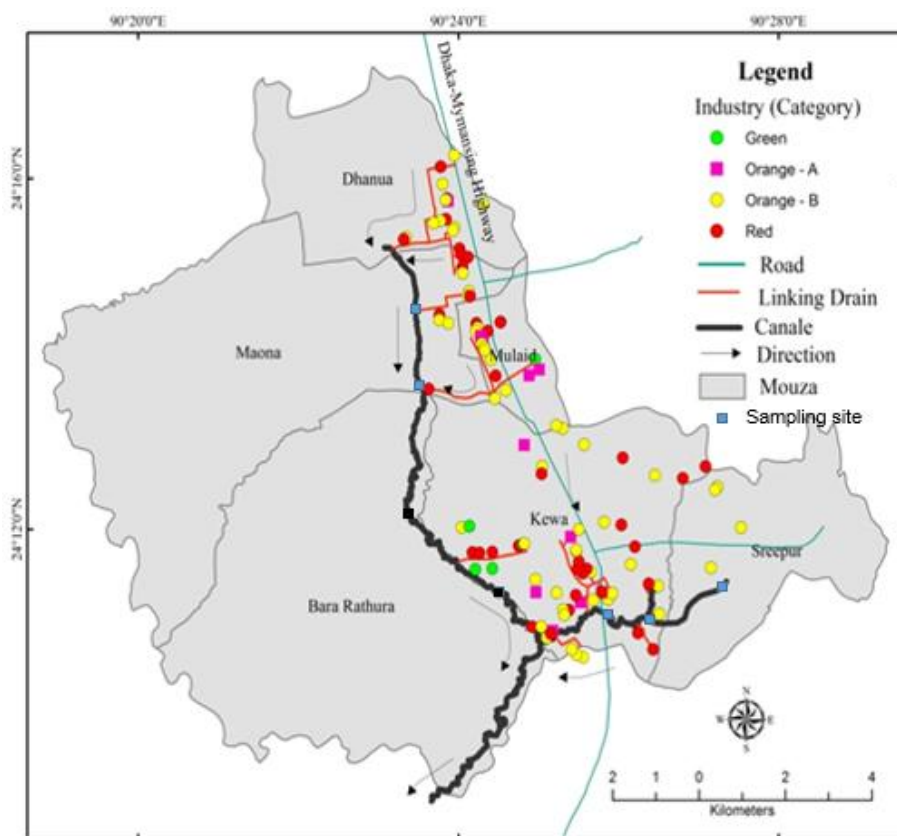 90°20'0"E
90°24'0"E
90°28'0"E
24°16'0"N
24°12'0"N
Dhaka-Mymansing Highway
Legend
Industry (Category)
Green
Orange - A
Orange - B
Red
Road
Linking Drain
Canale
Direction
Mouza
Sampling site
Dhanua
Maona
Mulaid
Kewa
Sreepur
Bara Rathura
N
W
E
S
2 1 0 2 4
Kilometers